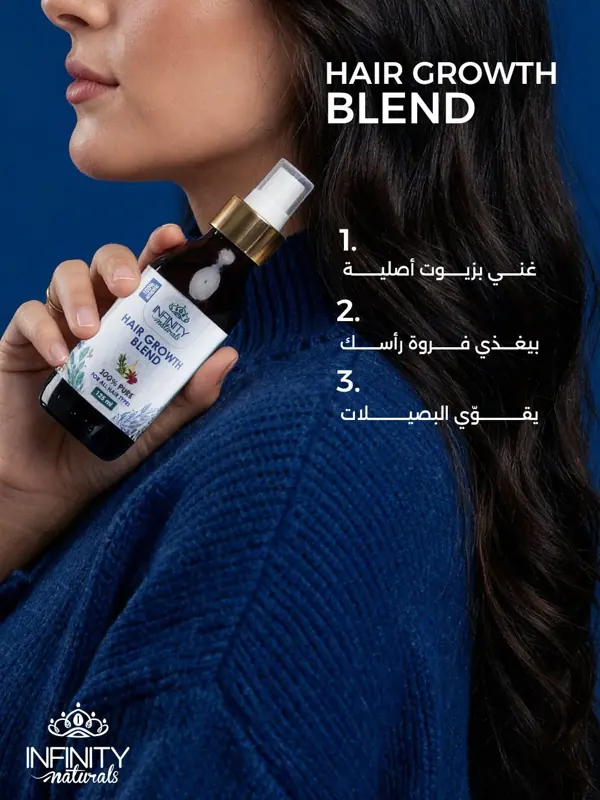 HAIR GROWTH
BLEND
1.
غني بزيوت أصلية
2.
بيغذي فروة رأسك
3.
يقوّي البصيلات
INFINITY
naturals
HAIR GROWTH
BLEND
100% PURE
FOR ALL HAIR TYPES
125 ml
INFINITY
naturals